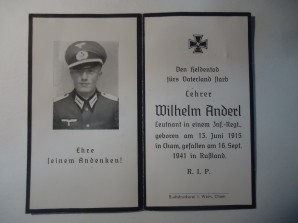 Ehre
seinem Andenken!
Den Heldentod
fürs Vaterland starb
Lehrer
Wilhelm Anderl
Leutnant in einem Inf.-Regt.,
geboren am 13. Juni 1913
in Cham, gefallen am 16. Sept.
1941 in Rußland.
R. I. P.